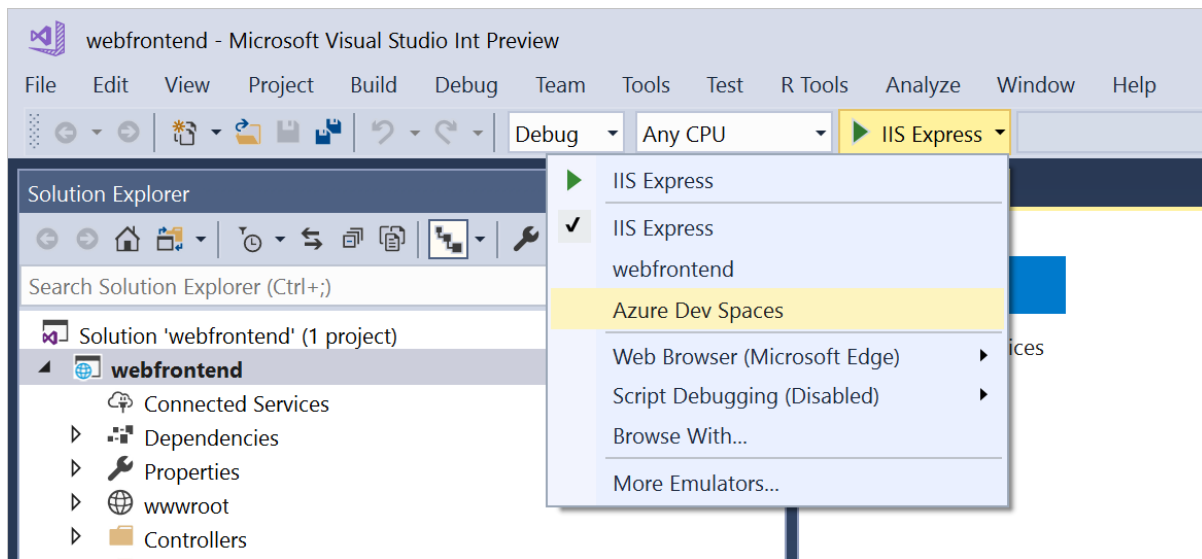 webfrontend - Microsoft Visual Studio Int Preview
File Edit View Project Build Debug Team Tools Test R Tools Analyze Window Help
Debug Any CPU IIS Express
Solution Explorer
Search Solution Explorer (Ctrl+;)
Solution 'webfrontend' (1 project)
webfrontend
Connected Services
Dependencies
Properties
wwwroot
Controllers
IIS Express
IIS Express
webfrontend
Azure Dev Spaces
Web Browser (Microsoft Edge)
Script Debugging (Disabled)
Browse With...
More Emulators...
ices